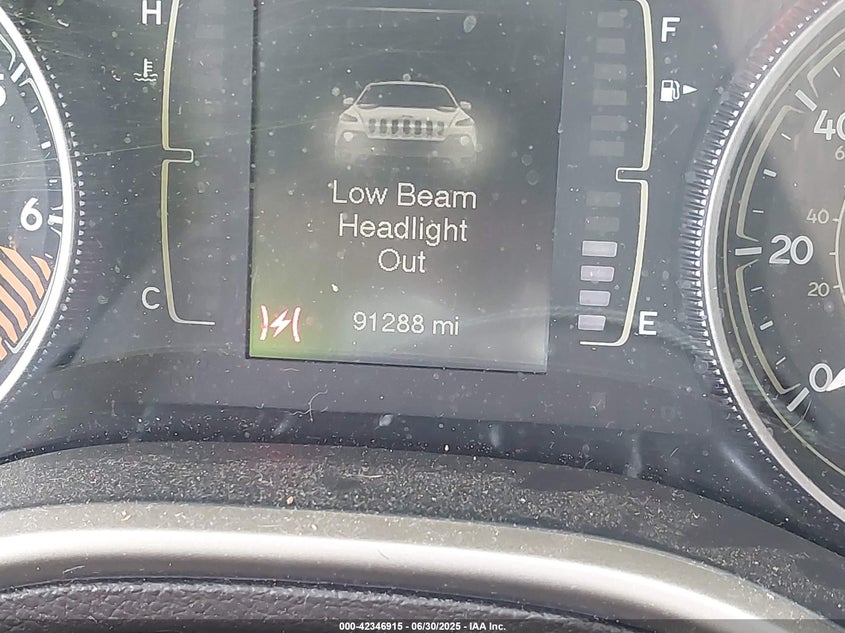 H
F
6
C
E
Low Beam
Headlight
Out
91288 mi
40
20
0
40
20
000-42346915 - 06/30/2025 - IAA Inc.